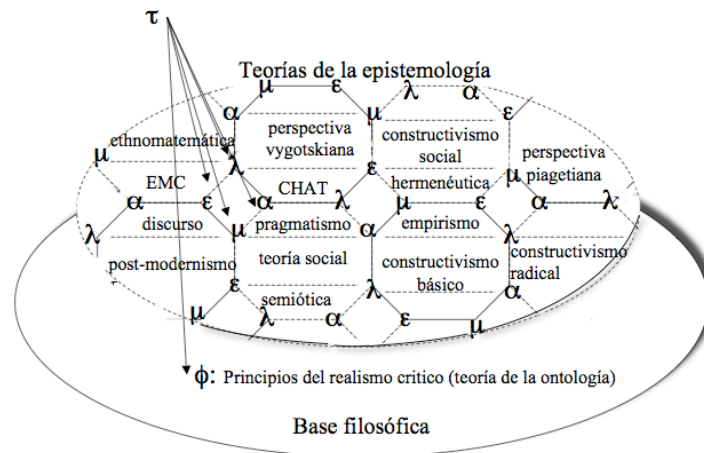 τ
Teorías de la epistemología
μ ε λ α
α μ ε
ethnomatemática perspectiva vygotskiana constructivismo social
μ
λ ε perspectiva piagetiana
EMC CHAT hermenéutica μ
α ε α λ μ ε α λ
discurso pragmatismo empirismo
λ μ α λ
post-modernismo teoría social constructivismo básico constructivismo radical
ε λ α
semiótica
μ λ α ε μ
ϕ: Principios del realismo critico (teoría de la ontología)
Base filosófica